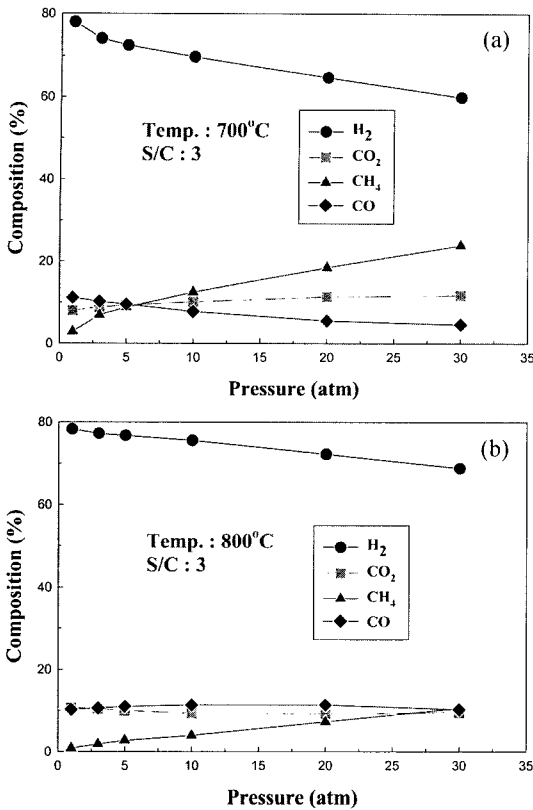 (a)
80
60
40
20
0
Composition (%)
Temp. : 700°C
S/C : 3
H₂
CO₂
CH₄
CO
0 5 10 15 20 25 30 35
Pressure (atm)
(b)
80
60
40
20
0
Composition (%)
Temp. : 800°C
S/C : 3
H₂
CO₂
CH₄
CO
0 5 10 15 20 25 30 35
Pressure (atm)